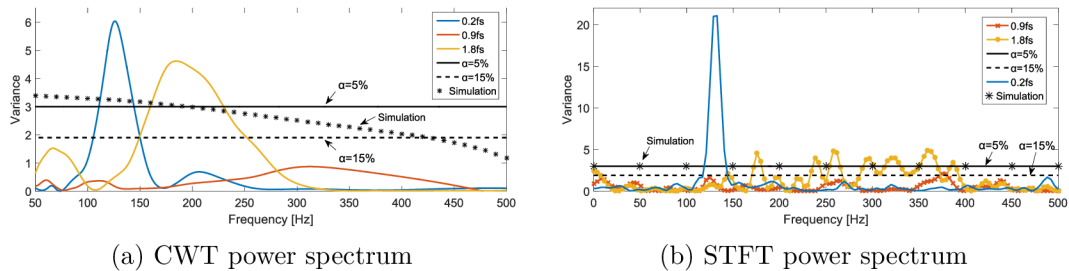 6
5
4
3
2
1
0
Variance
50 100 150 200 250 300 350 400 450 500
Frequency [Hz]
0.2fs
0.9fs
1.8fs
α=5%
α=15%
Simulation
α=5%
Simulation
α=15%
(a) CWT power spectrum
20
15
10
5
0
Variance
0 50 100 150 200 250 300 350 400 450 500
Frequency [Hz]
0.9fs
1.8fs
α=5%
α=15%
0.2fs
Simulation
Simulation
α=5%
α=15%
(b) STFT power spectrum